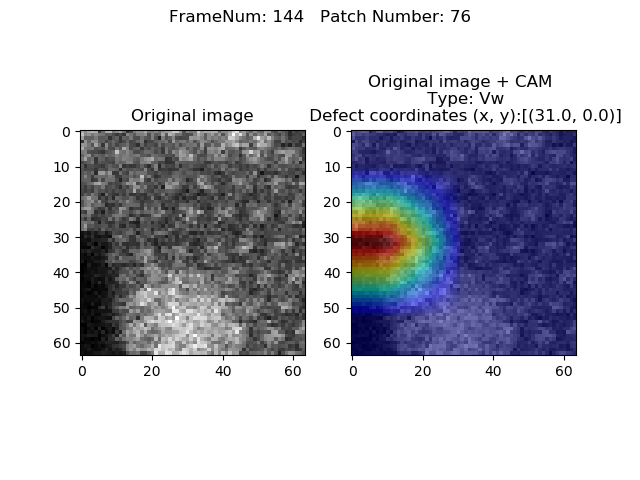 FrameNum: 144   Patch Number: 76
Original image + CAM
Type: Vw
Original image
Defect coordinates (x, y):[(31.0, 0.0)]
0
10
20
30
40
50
60
0 20 40 60
0
10
20
30
40
50
60
0 20 40 60